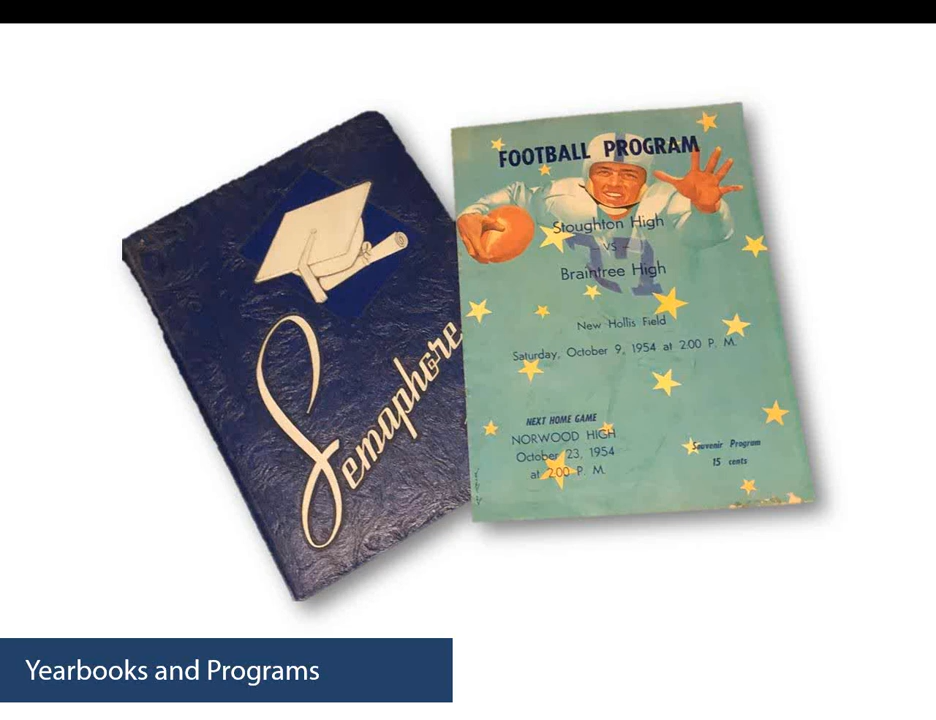 Semaphore
FOOTBALL PROGRAM
Stoughton High
— VS —
Braintree High
New Hollis Field
Saturday, October 9, 1954 at 2:00 P. M.
NEXT HOME GAME
NORWOOD HIGH
October 23, 1954
at 2:00 P. M.
Souvenir Program
15 cents
Yearbooks and Programs